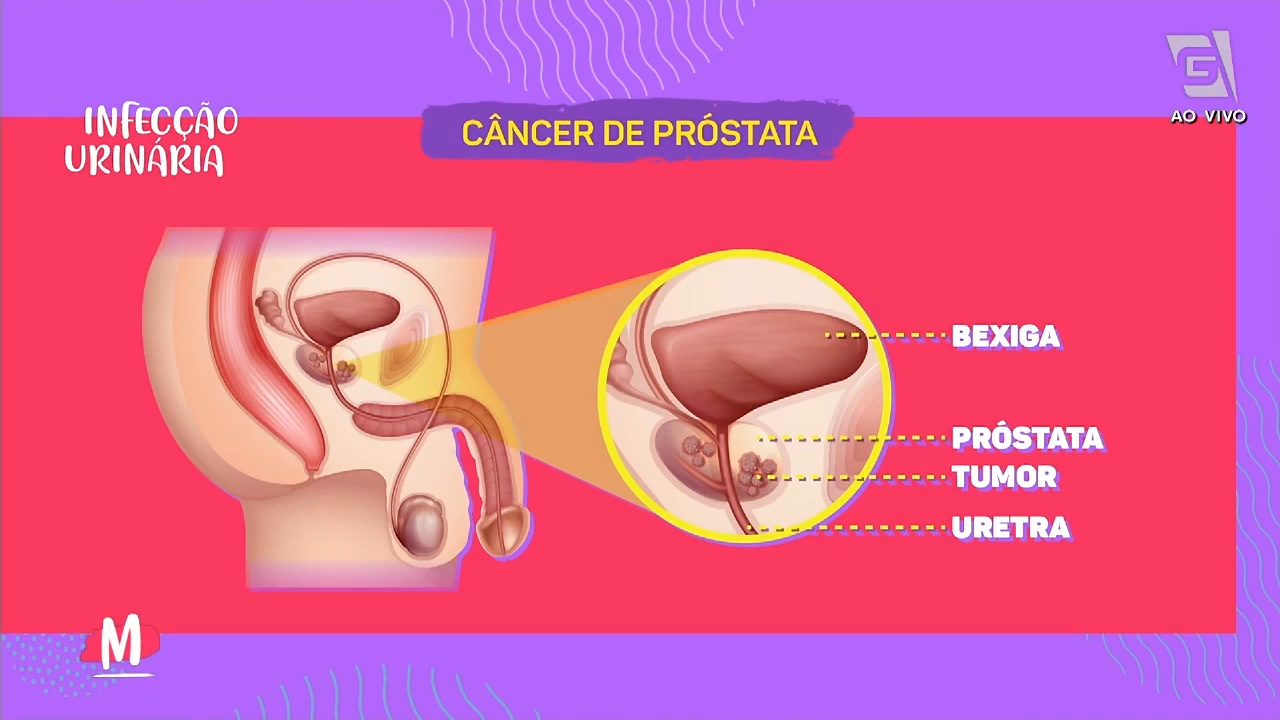 INFECÇÃO
URINÁRIA
CÂNCER DE PRÓSTATA
G
AO VIVO
BEXIGA
PRÓSTATA
TUMOR
URETRA
M